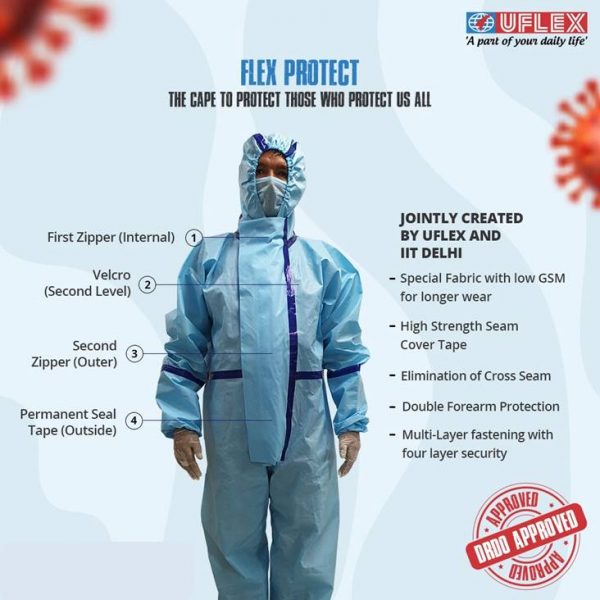 UFLEX
'A part of your daily life'
FLEX PROTECT
THE CAPE TO PROTECT THOSE WHO PROTECT US ALL
First Zipper (Internal) 1
Velcro
(Second Level) 2
Second
Zipper (Outer) 3
Permanent Seal
Tape (Outside) 4
JOINTLY CREATED
BY UFLEX AND
IIT DELHI
- Special Fabric with low GSM
for longer wear
- High Strength Seam
Cover Tape
- Elimination of Cross Seam
- Double Forearm Protection
- Multi-Layer fastening with
four layer security
APPROVED
DRDO APPROVED
APPROVED